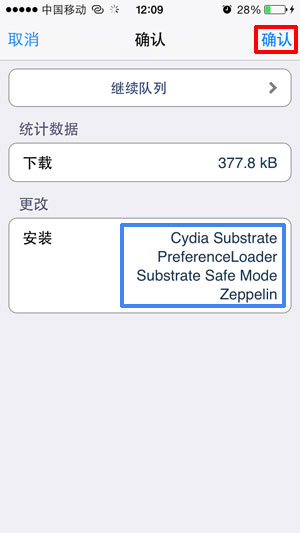 中国移动 12:09 28%
取消 确认 确认
继续队列
统计数据
下载 377.8 kB
更改
安装 Cydia Substrate
PreferenceLoader
Substrate Safe Mode
Zeppelin